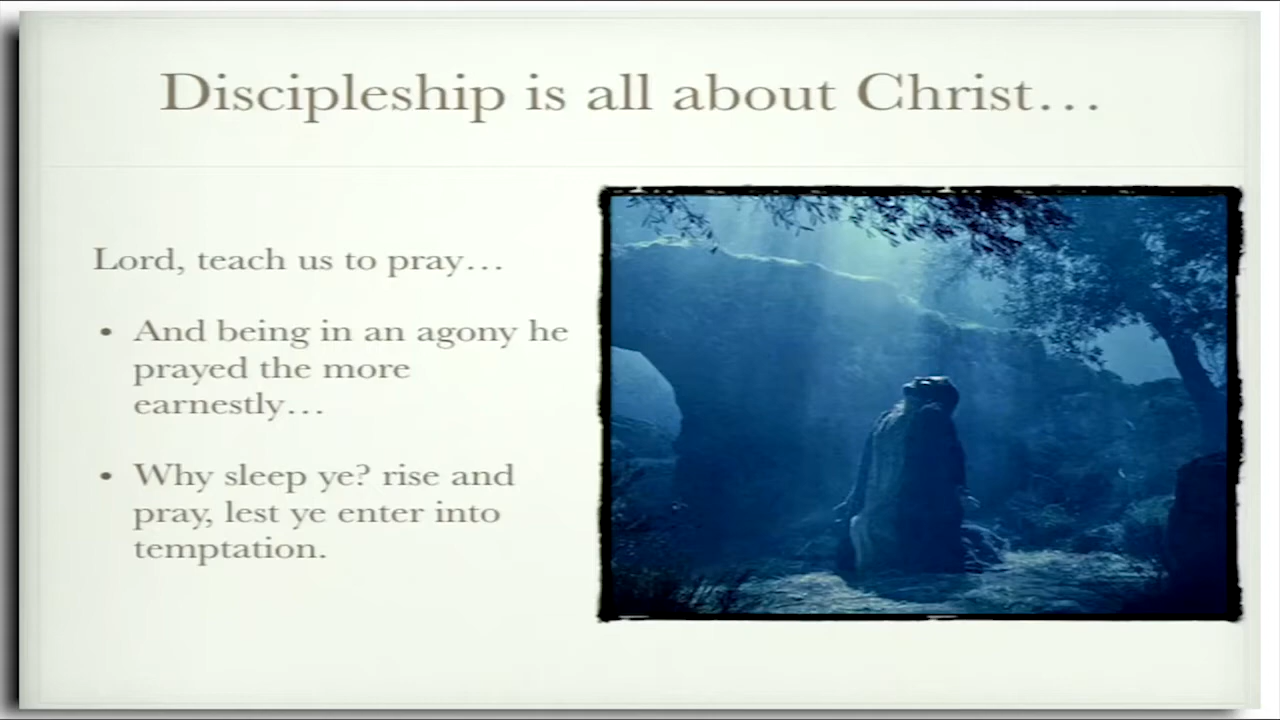 Discipleship is all about Christ…
Lord, teach us to pray…
• And being in an agony he
prayed the more
earnestly…
• Why sleep ye? rise and
pray, lest ye enter into
temptation.